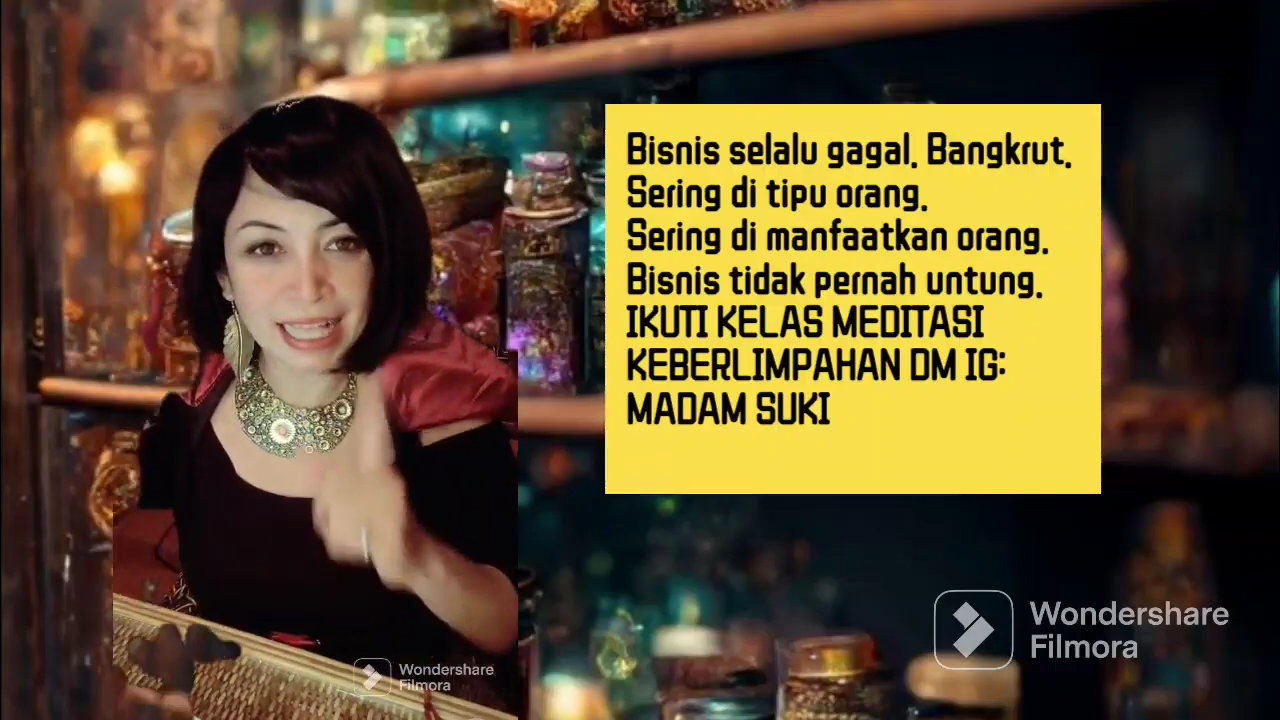 Bisnis selalu gagal. Bangkrut.
Sering di tipu orang.
Sering di manfaatkan orang.
Bisnis tidak pernah untung.
IKUTI KELAS MEDITASI
KEBERLIMPAHAN DM IG:
MADAM SUKI
Wondershare
Filmora
Wondershare
Filmora